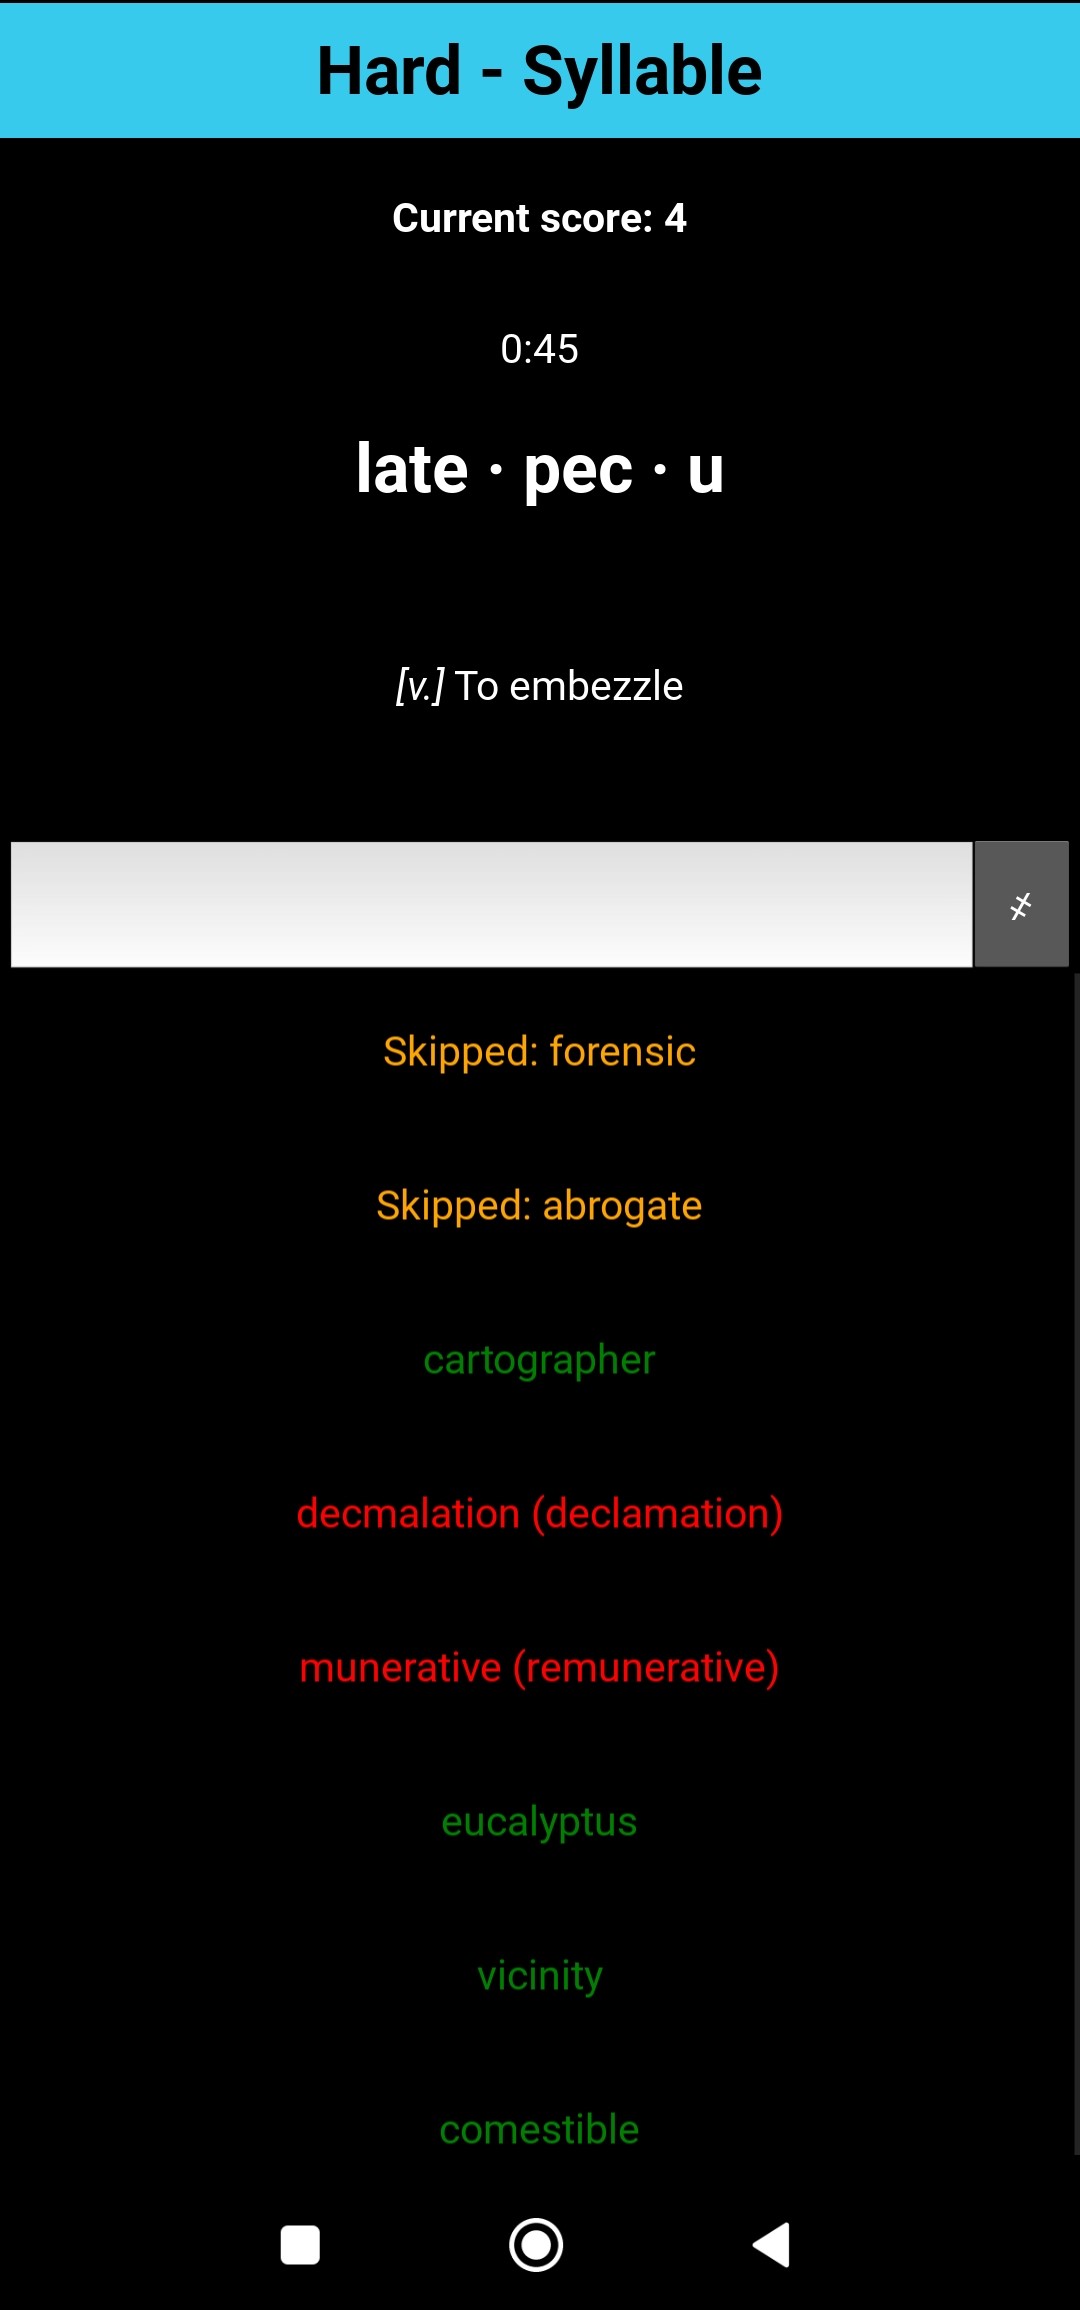 Hard - Syllable
Current score: 4
0:45
late · pec · u
[v.] To embezzle
Skipped: forensic
Skipped: abrogate
cartographer
decmalation (declamation)
munerative (remunerative)
eucalyptus
vicinity
comestible